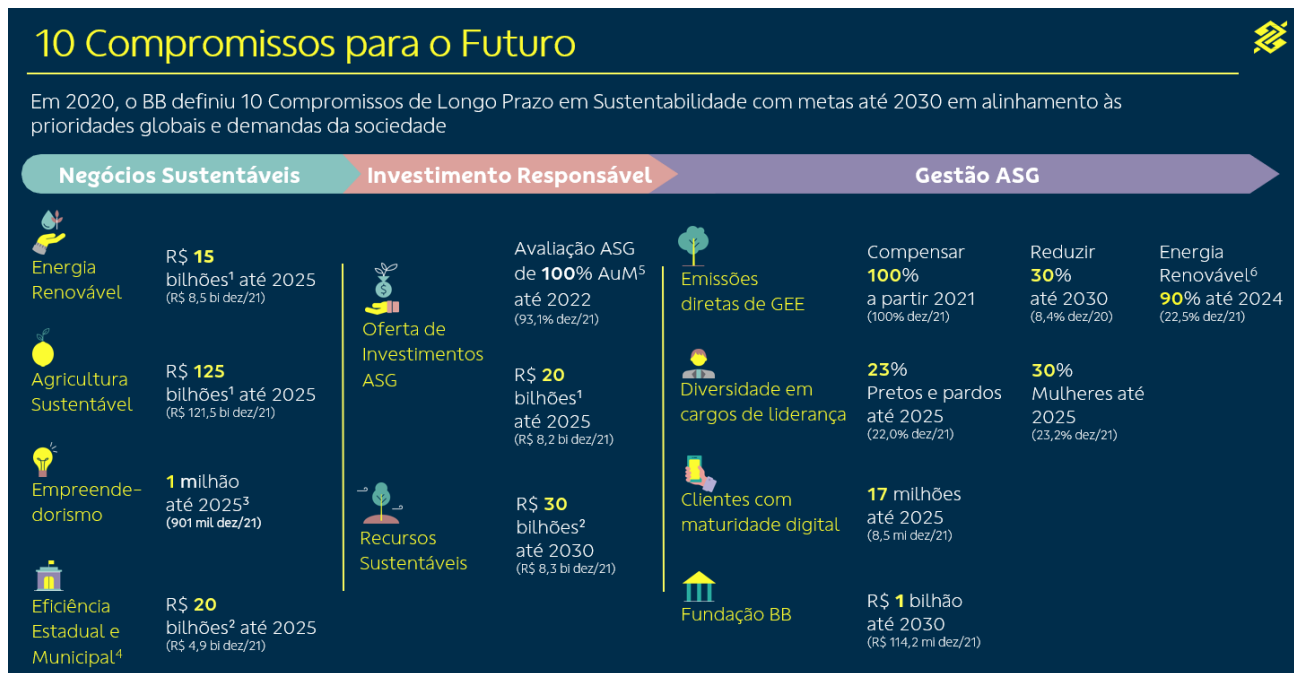 10 Compromissos para o Futuro
Em 2020, o BB definiu 10 Compromissos de Longo Prazo em Sustentabilidade com metas até 2030 em alinhamento às
prioridades globais e demandas da sociedade
Negócios Sustentáveis
Energia
Renovável
R$ 15
bilhões¹ até 2025
(R$ 8,5 bi dez/21)
Agricultura
Sustentável
R$ 125
bilhões¹ até 2025
(R$ 121,5 bi dez/21)
Empreende-
dorismo
1 milhão
até 2025³
(901 mil dez/21)
Eficiência
Estadual e
Municipal⁴
R$ 20
bilhões² até 2025
(R$ 4,9 bi dez/21)
Investimento Responsável
Oferta de
Investimentos
ASG
Avaliação ASG
de 100% AuM⁵
até 2022
(93,1% dez/21)
R$ 20
bilhões¹
até 2025
(R$ 8,2 bi dez/21)
Recursos
Sustentáveis
R$ 30
bilhões²
até 2030
(R$ 8,3 bi dez/21)
Gestão ASG
Emissões
diretas de GEE
Compensar
100%
a partir 2021
(100% dez/21)
Reduzir
30%
até 2030
(8,4% dez/20)
Energia
Renovável⁶
90% até 2024
(22,5% dez/21)
Diversidade em
cargos de liderança
23%
Pretos e pardos
até 2025
(22,0% dez/21)
30%
Mulheres até
2025
(23,2% dez/21)
Clientes com
maturidade digital
17 milhões
até 2025
(8,5 mi dez/21)
Fundação BB
R$ 1 bilhão
até 2030
(R$ 114,2 mi dez/21)